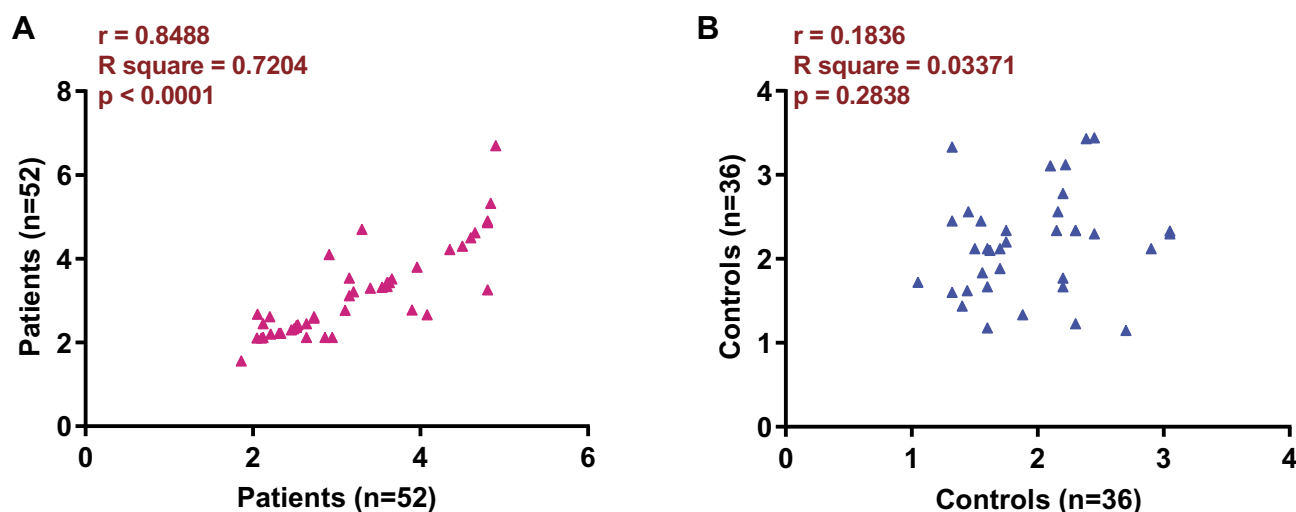 A
r = 0.8488
R square = 0.7204
p < 0.0001
8
6
4
2
0
Patients (n=52)
0 2 4 6
Patients (n=52)
B
r = 0.1836
R square = 0.03371
p = 0.2838
4
3
2
1
0
Controls (n=36)
0 1 2 3 4
Controls (n=36)